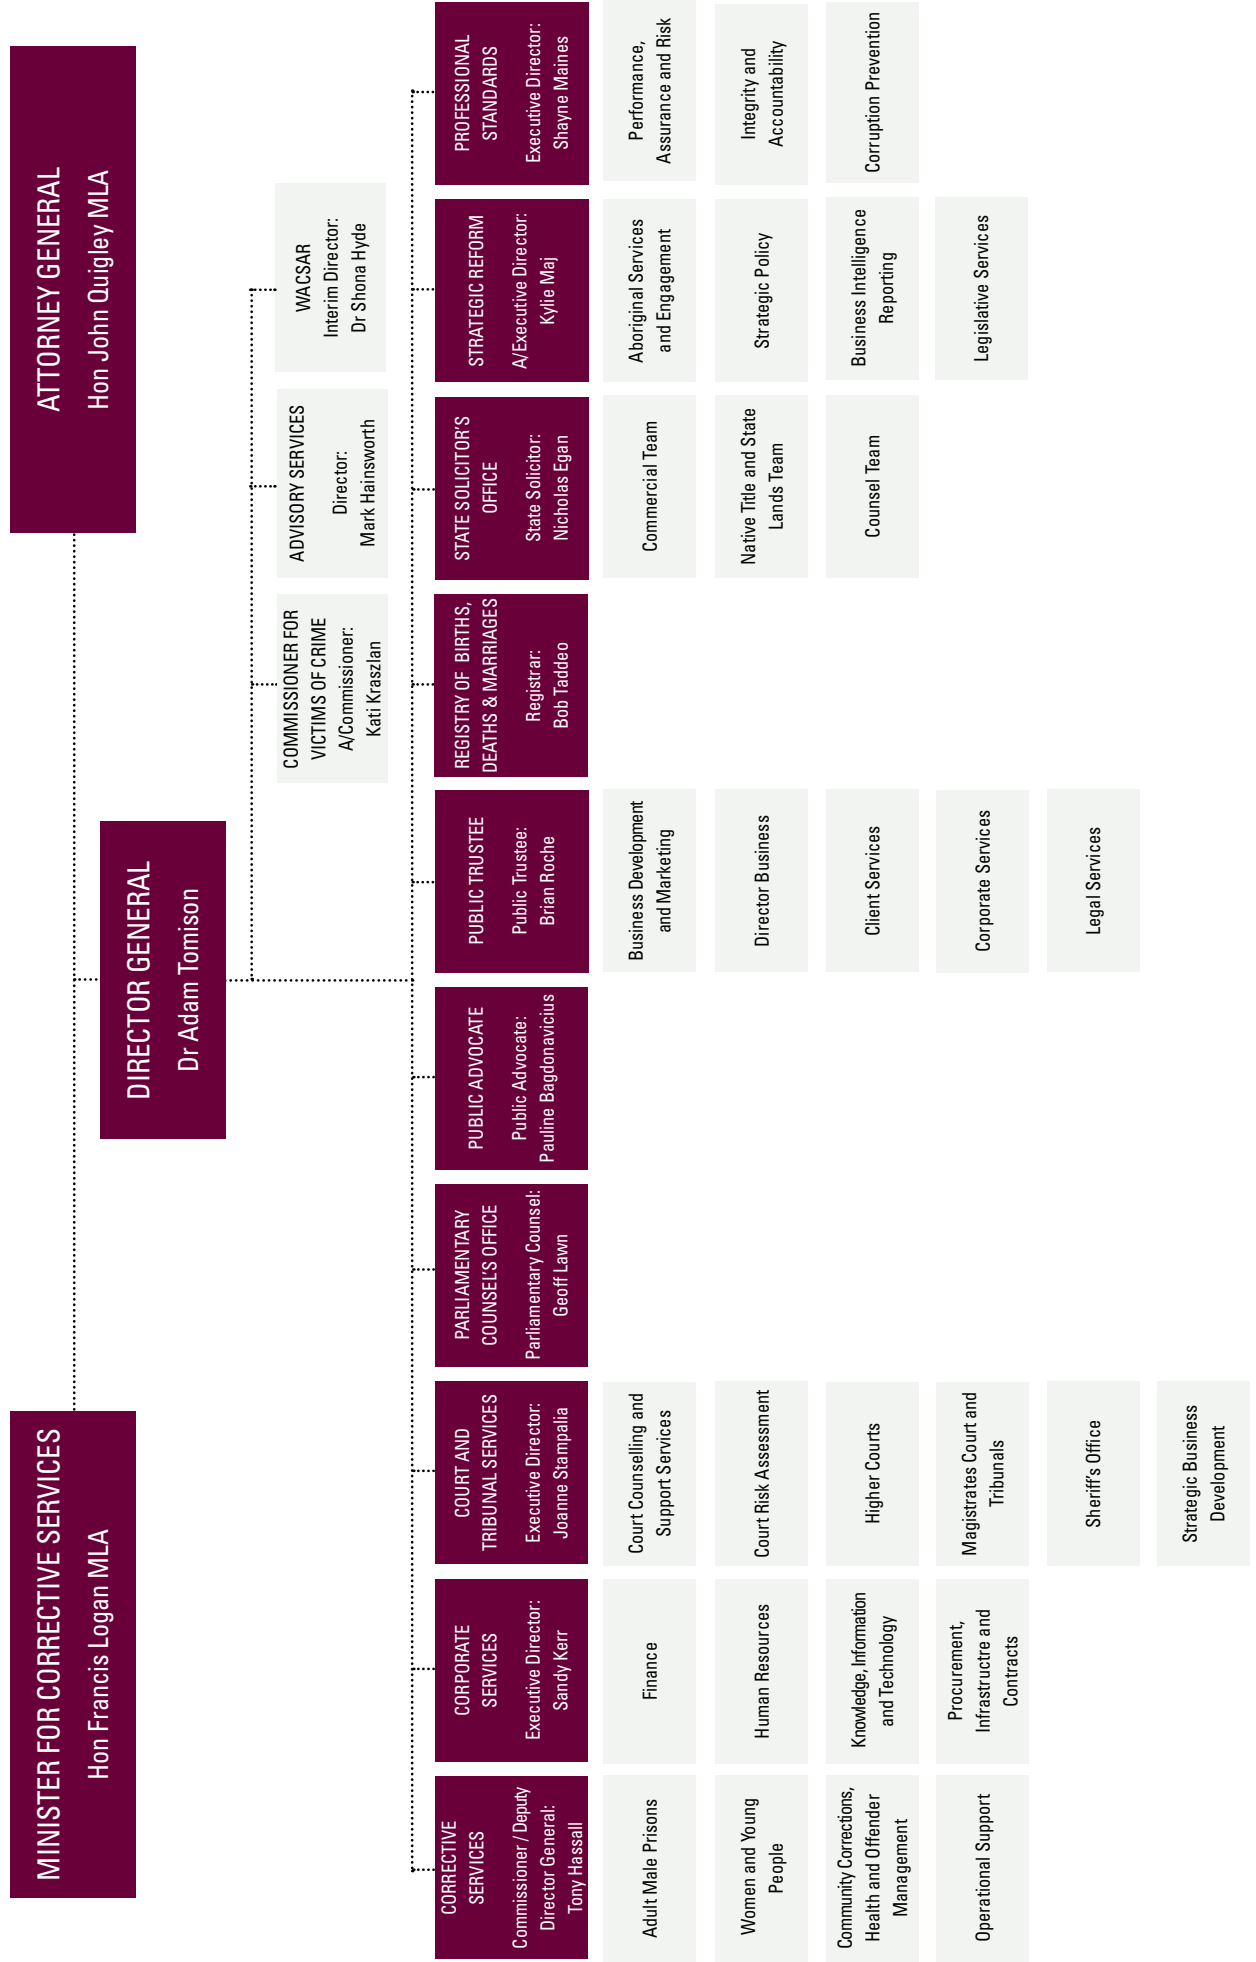 MINISTER FOR CORRECTIVE SERVICES
Hon Francis Logan MLA
ATTORNEY GENERAL
Hon John Quigley MLA
DIRECTOR GENERAL
Dr Adam Tomison
COMMISSIONER FOR
VICTIMS OF CRIME
A/Commissioner:
Kati Kraszlan
ADVISORY SERVICES
Director:
Mark Hainsworth
WACSAR
Interim Director:
Dr Shona Hyde
CORRECTIVE
SERVICES
Commissioner / Deputy
Director General:
Tony Hassall
Adult Male Prisons
Women and Young
People
Community Corrections,
Health and Offender
Management
Operational Support
CORPORATE
SERVICES
Executive Director:
Sandy Kerr
Finance
Human Resources
Knowledge, Information
and Technology
Procurement,
Infrastructre and
Contracts
COURT AND
TRIBUNAL SERVICES
Executive Director:
Joanne Stampalia
Court Counselling and
Support Services
Court Risk Assessment
Higher Courts
Magistrates Court and
Tribunals
Sheriff's Office
Strategic Business
Development
PARLIAMENTARY
COUNSEL'S OFFICE
Parliamentary Counsel:
Geoff Lawn
PUBLIC ADVOCATE
Public Advocate:
Pauline Bagdonavicius
PUBLIC TRUSTEE
Public Trustee:
Brian Roche
Business Development
and Marketing
Director Business
Client Services
Corporate Services
Legal Services
REGISTRY OF BIRTHS,
DEATHS & MARRIAGES
Registrar:
Bob Taddeo
STATE SOLICITOR'S
OFFICE
State Solicitor:
Nicholas Egan
Commercial Team
Native Title and State
Lands Team
Counsel Team
STRATEGIC REFORM
A/Executive Director:
Kylie Maj
Aboriginal Services
and Engagement
Strategic Policy
Business Intelligence
Reporting
Legislative Services
PROFESSIONAL
STANDARDS
Executive Director:
Shayne Maines
Performance,
Assurance and Risk
Integrity and
Accountability
Corruption Prevention